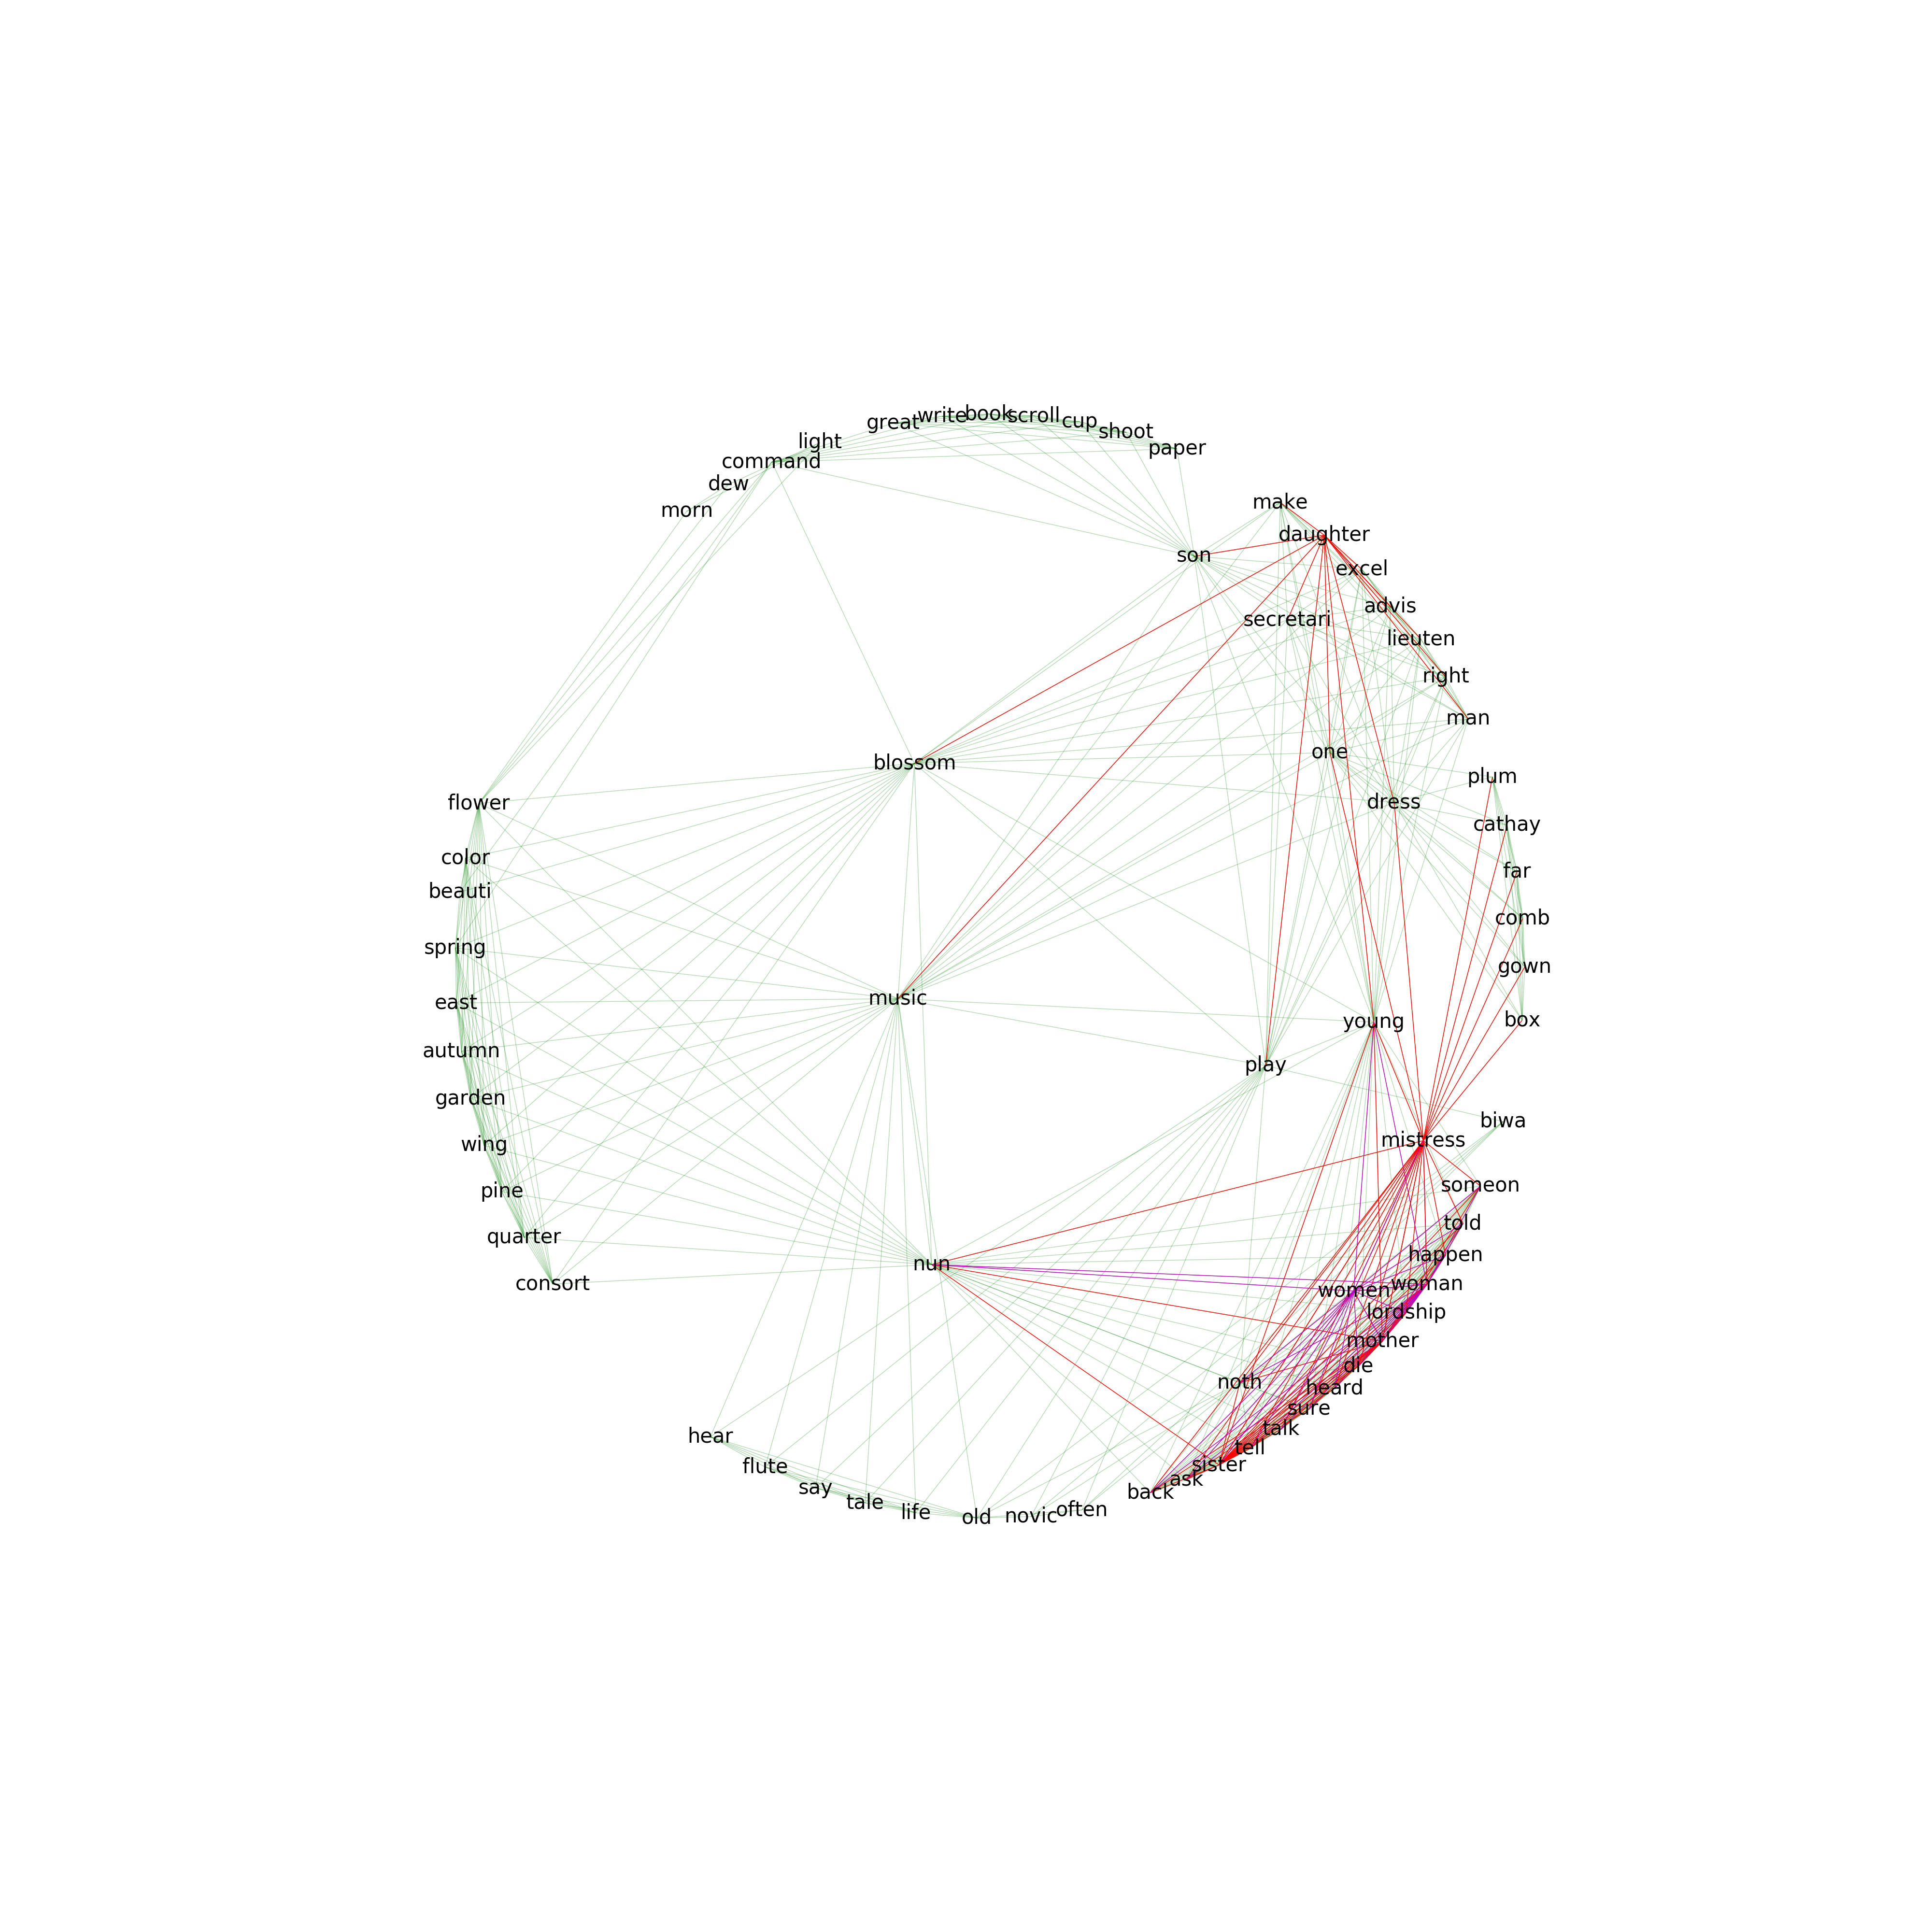 book
write
scroll
cup
great
shoot
light
paper
command
dew
make
morn
daughter
son
excel
advis
secretari
lieuten
right
man
one
blossom
plum
dress
flower
cathay
color
far
beauti
comb
spring
gown
music
east
box
young
autumn
play
garden
biwa
mistress
wing
someon
pine
told
quarter
happen
nun
consort
woman
women
lordship
mother
die
noth
heard
sure
talk
hear
tell
sister
flute
ask
say
back
tale
often
life
novic
old